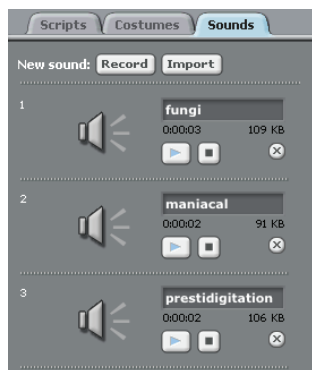 Scripts Costumes Sounds
New sound: Record Import
1
fungi
0:00:03 109 KB
2
maniacal
0:00:02 91 KB
3
prestidigitation
0:00:02 106 KB